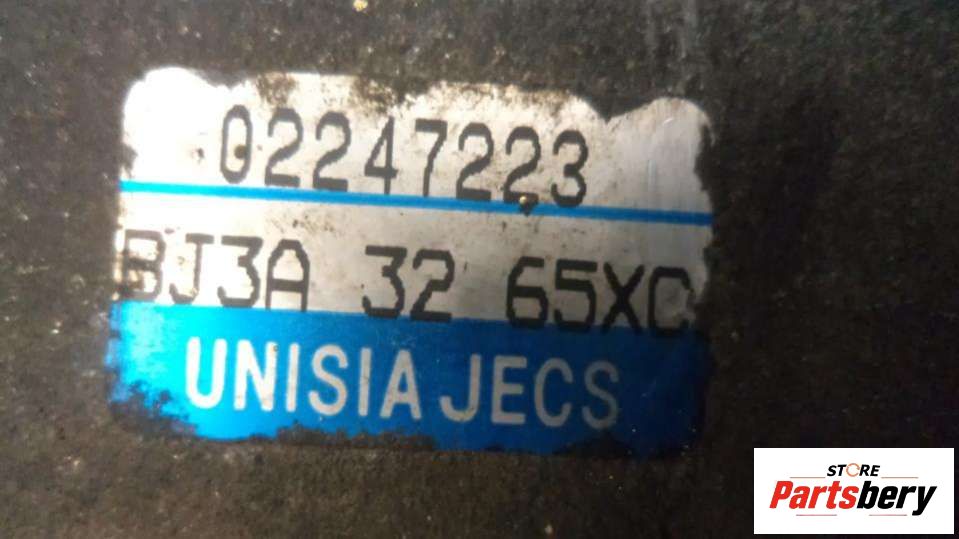 02247223
BJ3A 32 65XC
UNISIA JECS
STORE
Partsbery